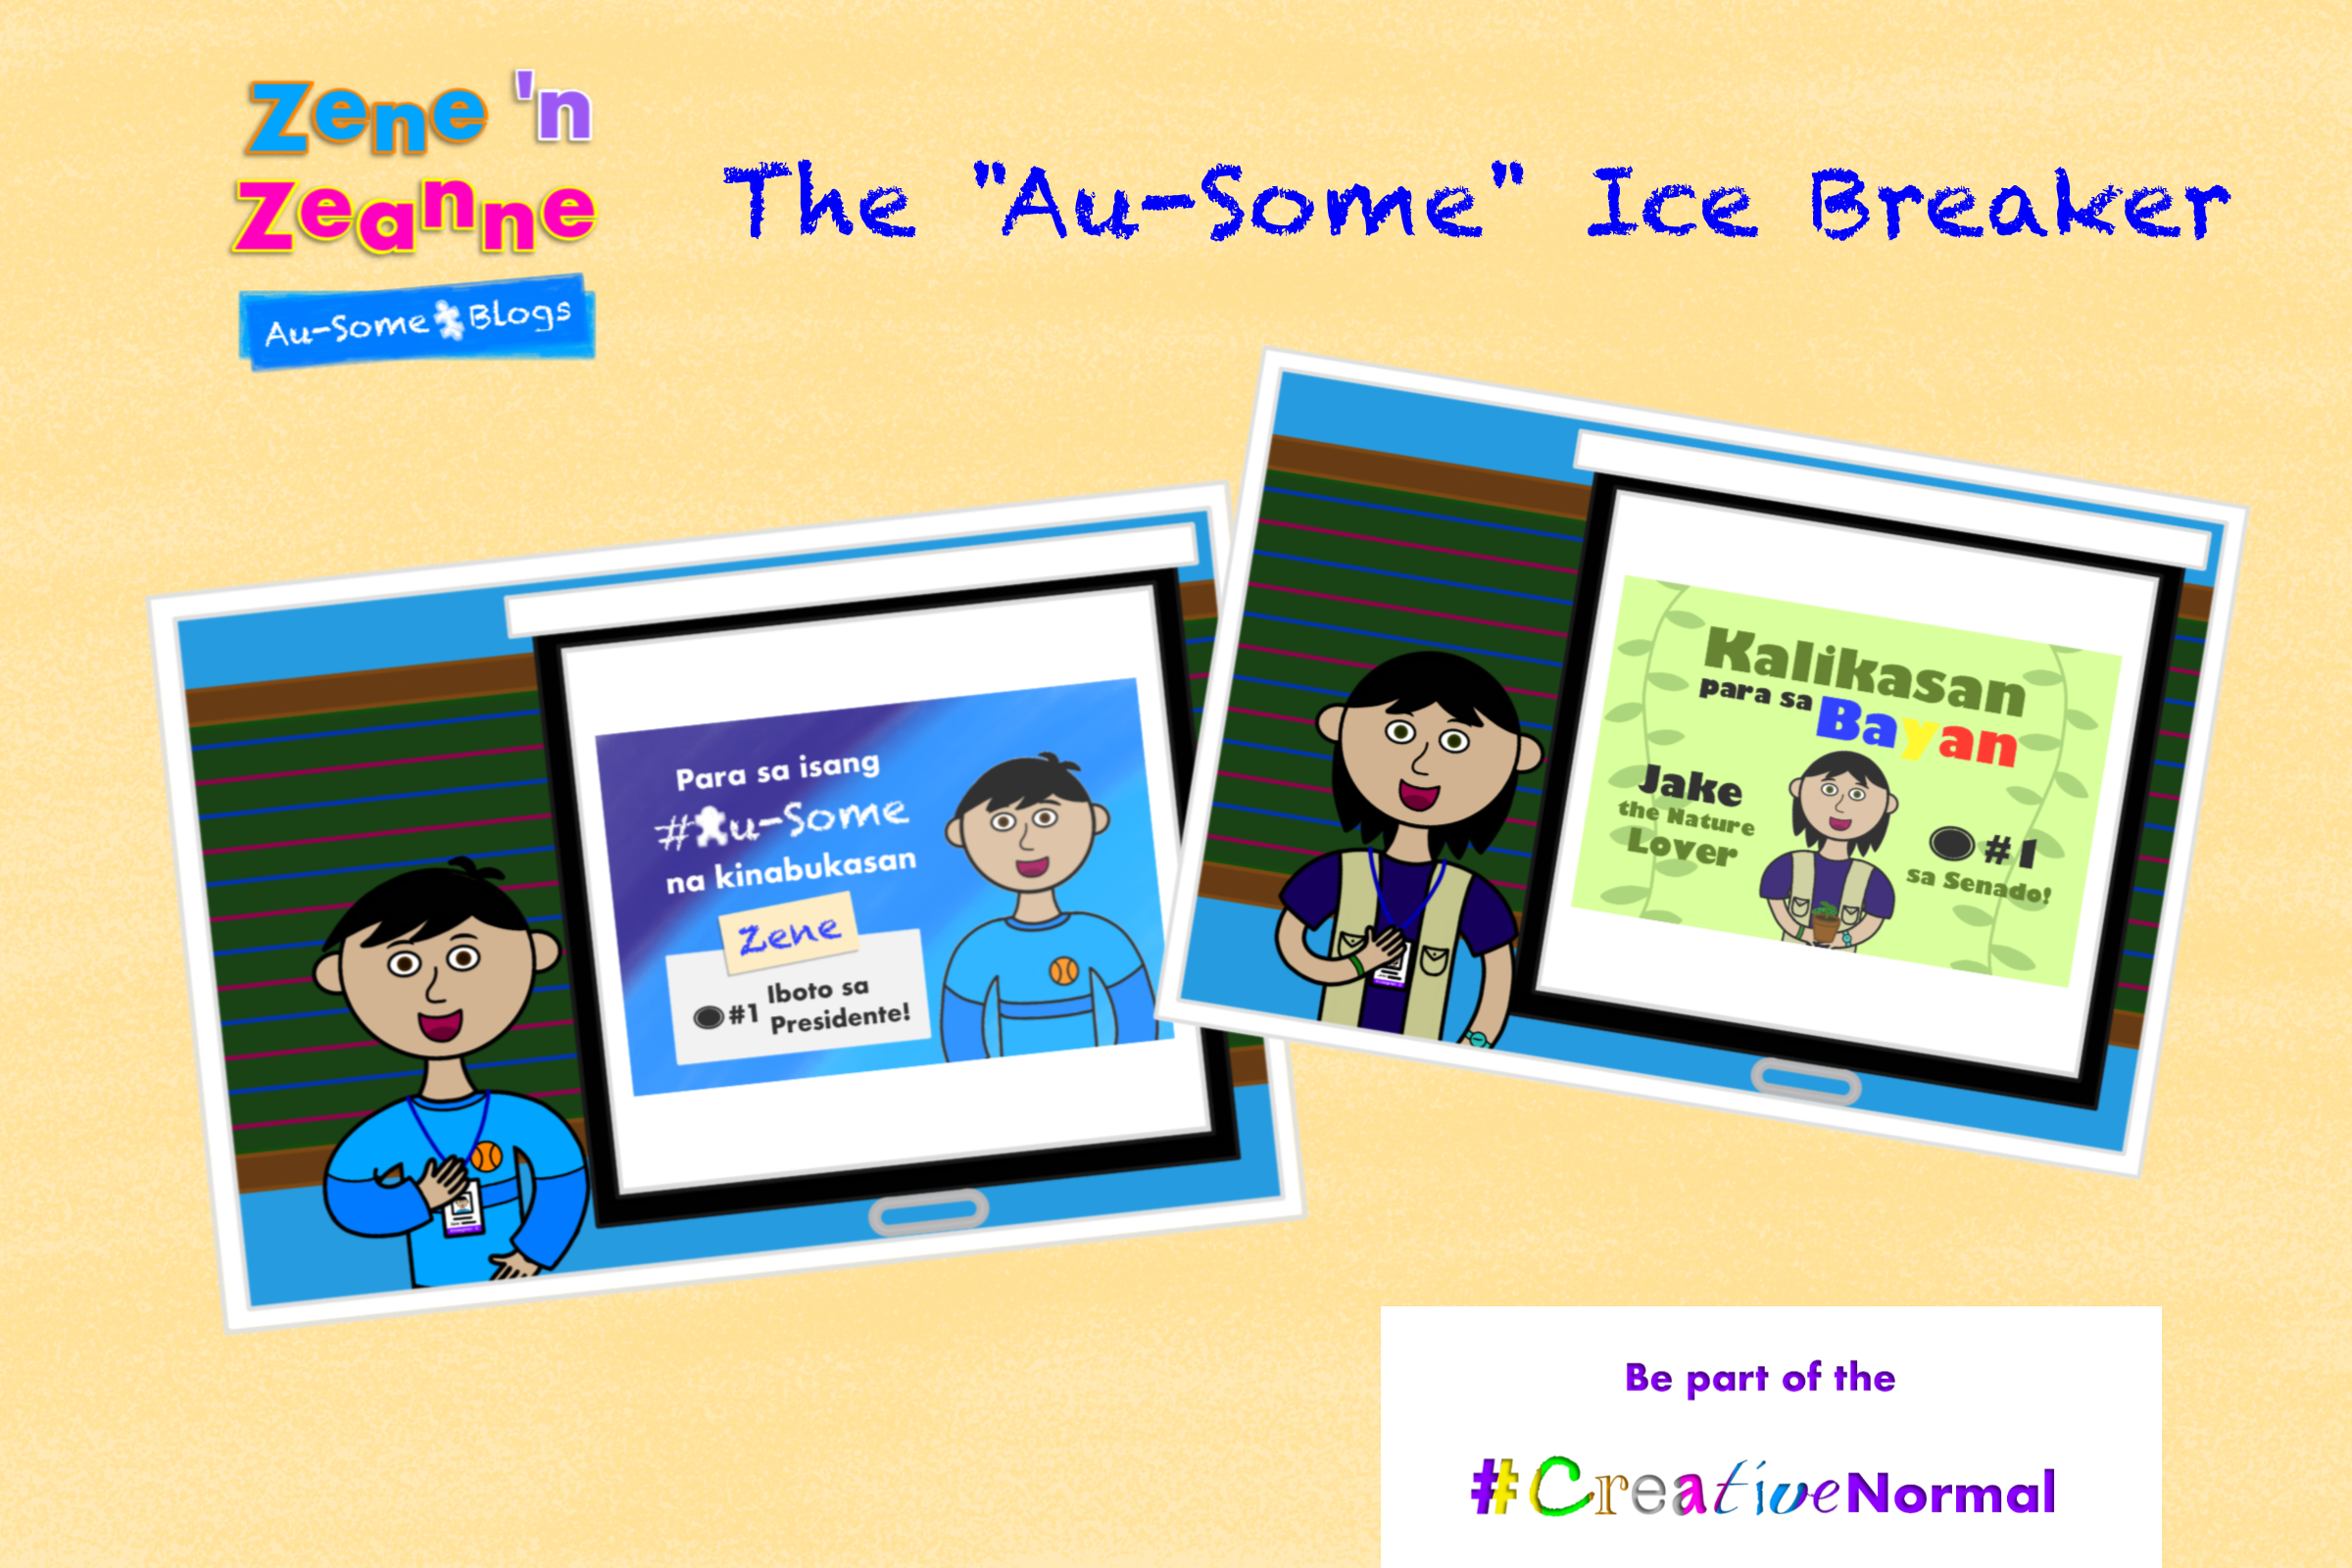 Zene 'n
Zeanne
Au-Some Blogs
The "Au-Some" Ice Breaker
Para sa isang
#Au-Some
na kinabukasan
Zene
#1 Iboto sa
Presidente!
Kalikasan
para sa Bayan
Jake
the Nature
Lover
#1
sa Senado!
Be part of the
#CreativeNormal